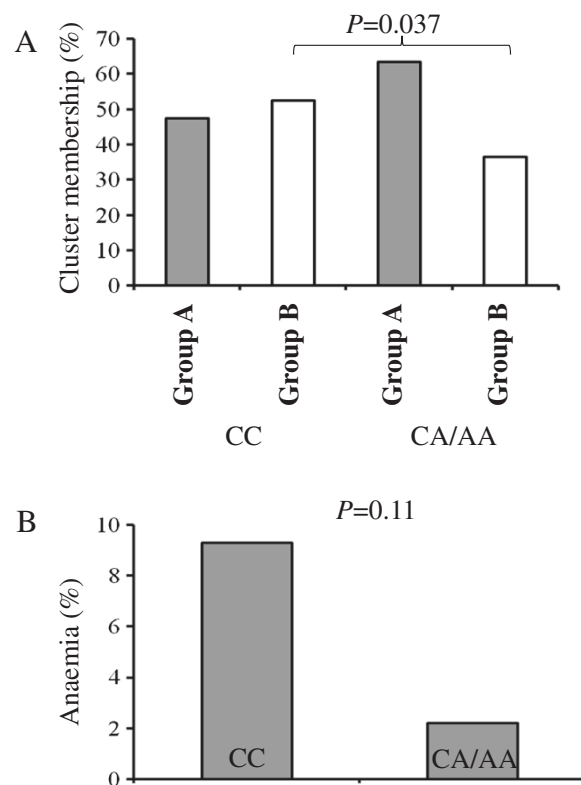 A
P=0.037
Cluster membership (%)
70
60
50
40
30
20
10
0
Group A
Group B
Group A
Group B
CC
CA/AA
B
P=0.11
Anaemia (%)
10
8
6
4
2
0
CC
CA/AA